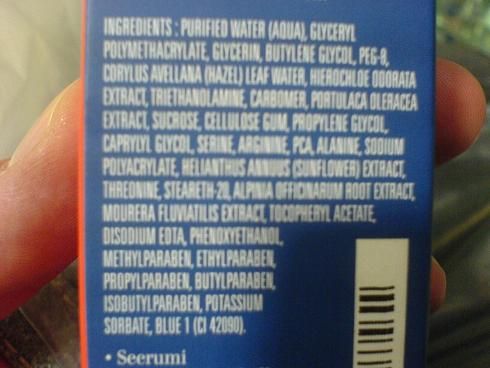 INGREDIENTS : PURIFIED WATER (AQUA), GLYCERYL
POLYMETHACRYLATE, GLYCERIN, BUTYLENE GLYCOL, PEG-8,
CORYLUS AVELLANA (HAZEL) LEAF WATER, HIEROCHLOE ODORATA
EXTRACT, TRIETHANOLAMINE, CARBOMER, PORTULACA OLERACEA
EXTRACT, SUCROSE, CELLULOSE GUM, PROPYLENE GLYCOL,
CAPRYLYL GLYCOL, SERINE, ARGININE, PCA, ALANINE, SODIUM
POLYACRYLATE, HELIANTHUS ANNUUS (SUNFLOWER) EXTRACT,
THREONINE, STEARETH-20, ALPINIA OFFICINARUM ROOT EXTRACT,
MOURERA FLUVIATILIS EXTRACT, TOCOPHERYL ACETATE,
DISODIUM EDTA, PHENOXYETHANOL,
METHYLPARABEN, ETHYLPARABEN,
PROPYLPARABEN, BUTYLPARABEN,
ISOBUTYLPARABEN, POTASSIUM
SORBATE, BLUE 1 (CI 42090).
• Seerumi